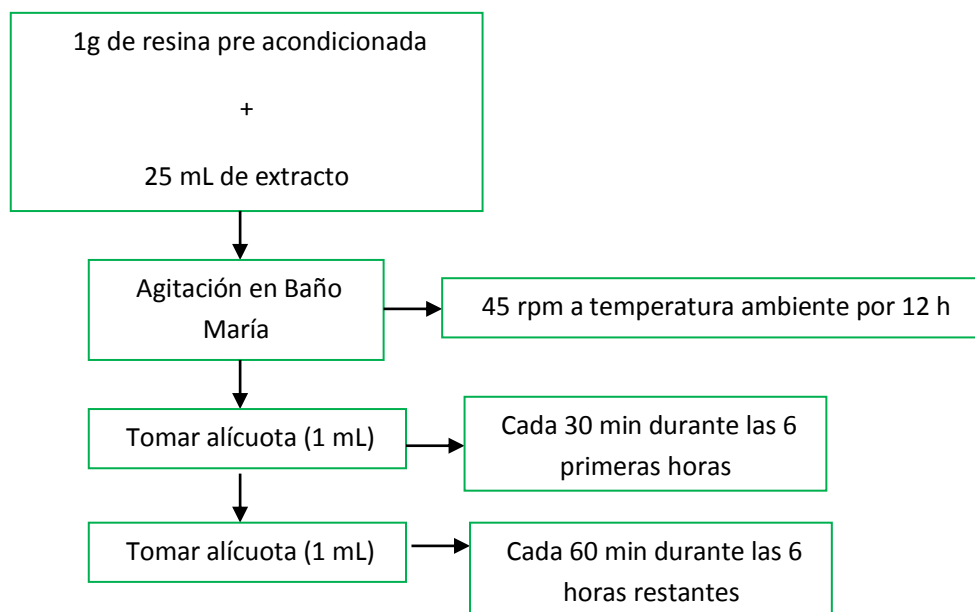 1g de resina pre acondicionada
+
25 mL de extracto
Agitación en Baño
María
45 rpm a temperatura ambiente por 12 h
Tomar alícuota (1 mL)
Cada 30 min durante las 6
primeras horas
Tomar alícuota (1 mL)
Cada 60 min durante las 6
horas restantes